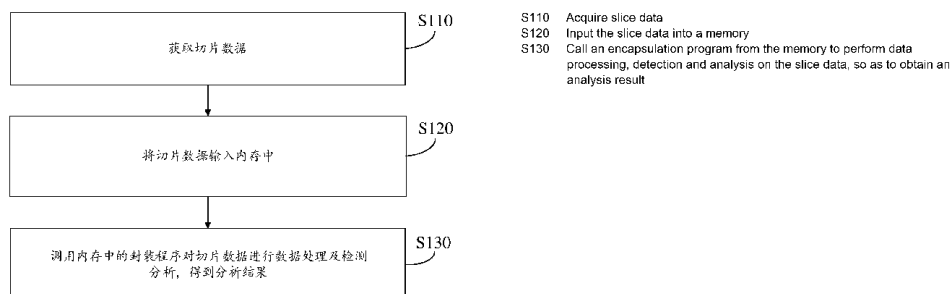 S110
获取切片数据
S120
将切片数据输入内存中
S130
调用内存中的封装程序对切片数据进行数据处理及检测
分析，得到分析结果
S110 Acquire slice data
S120 Input the slice data into a memory
S130 Call an encapsulation program from the memory to perform data
processing, detection and analysis on the slice data, so as to obtain an
analysis result